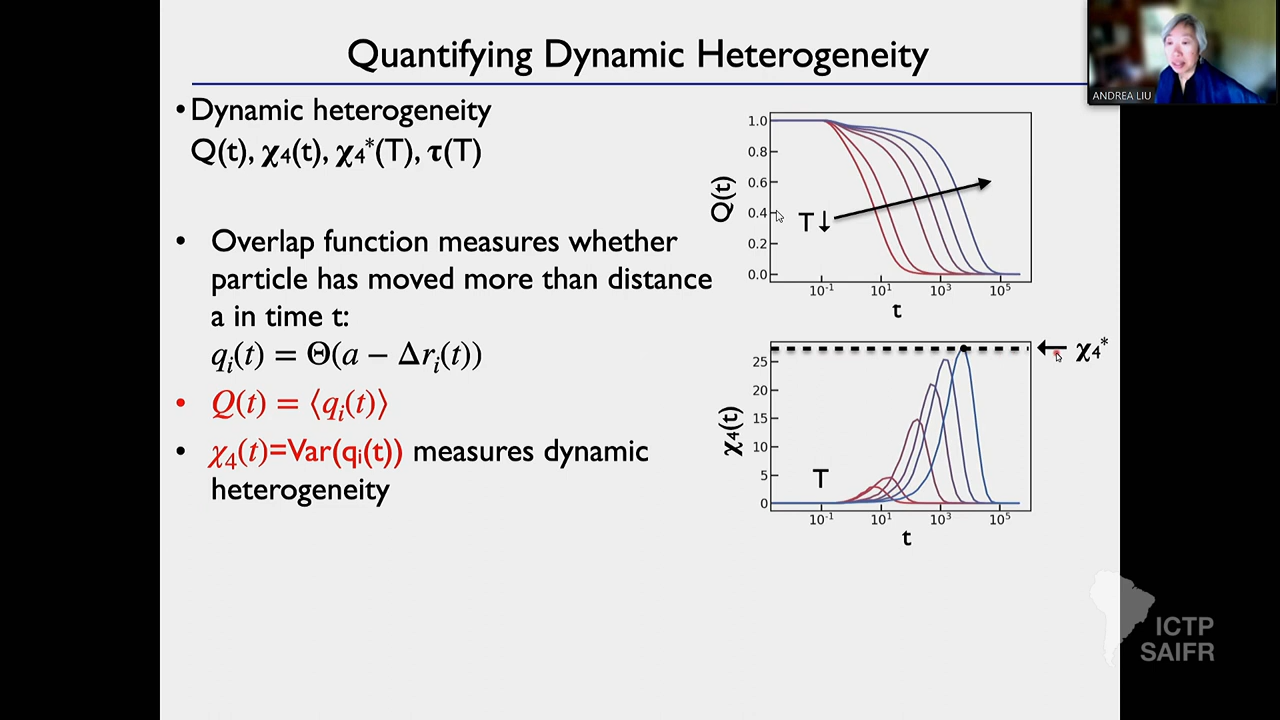 Quantifying Dynamic Heterogeneity
ANDREA LIU
•Dynamic heterogeneity
Q(t), χ₄(t), χ₄*(T), τ(T)
• Overlap function measures whether
particle has moved more than distance
a in time t:
qᵢ(t) = Θ(a − Δrᵢ(t))
• Q(t) = ⟨qᵢ(t)⟩
• χ₄(t)=Var(qᵢ(t)) measures dynamic
heterogeneity
Q(t)
1.0
0.8
0.6
0.4
0.2
0.0
T↓
10⁻¹ 10¹ 10³ 10⁵
t
χ₄(t)
25
20
15
10
5
0
T
← χ₄*
10⁻¹ 10¹ 10³ 10⁵
t
ICTP
SAIFR